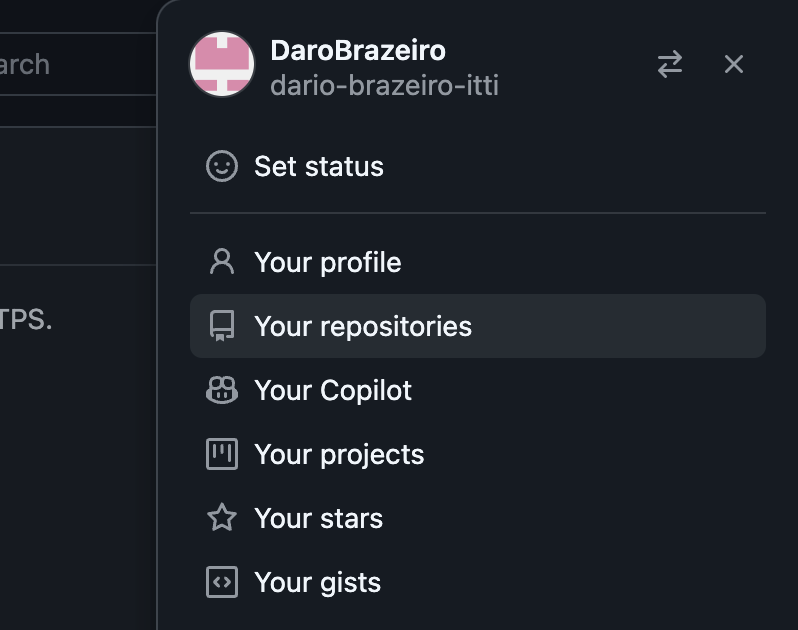 arch
DaroBrazeiro
dario-brazeiro-itti
Set status
Your profile
TPS.
Your repositories
Your Copilot
Your projects
Your stars
Your gists